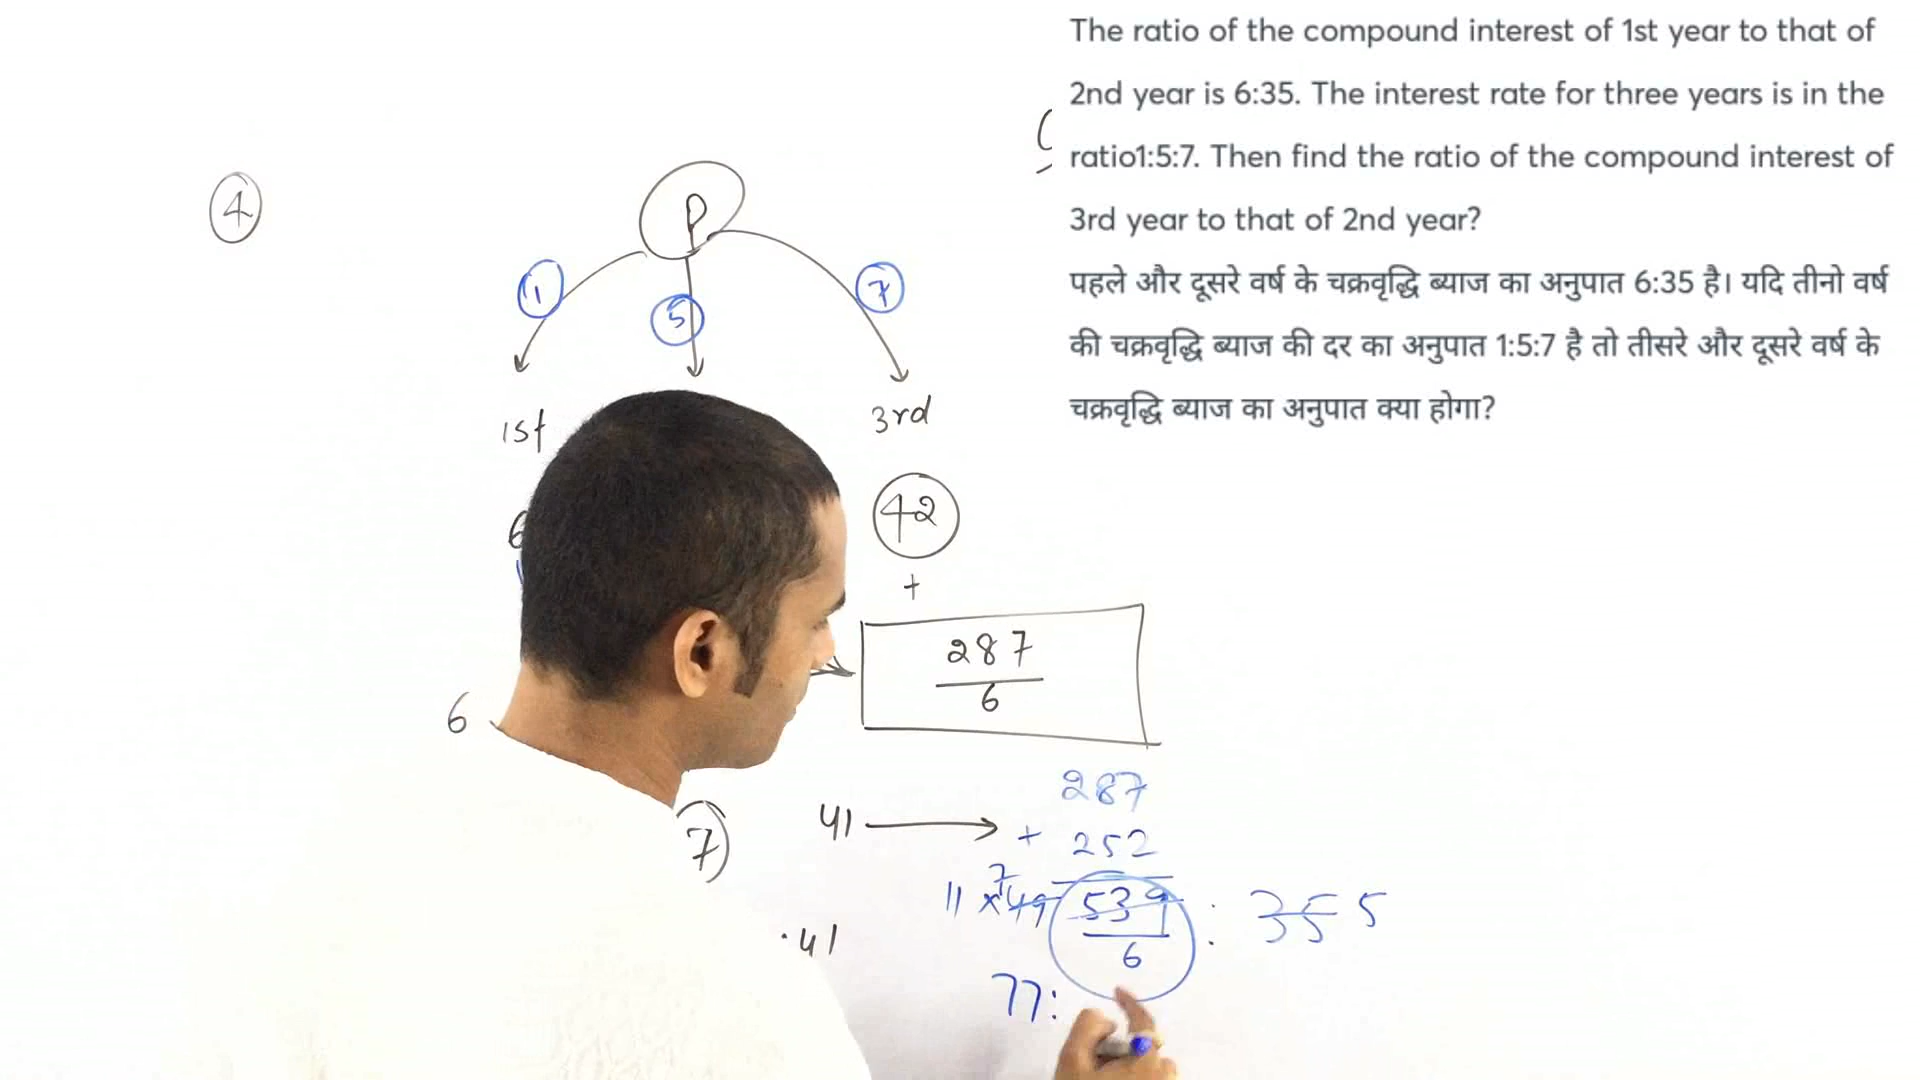 The ratio of the compound interest of 1st year to that of
2nd year is 6:35. The interest rate for three years is in the
ratio1:5:7. Then find the ratio of the compound interest of
3rd year to that of 2nd year?
पहले और दूसरे वर्ष के चक्रवृद्धि ब्याज का अनुपात 6:35 है। यदि तीनो वर्ष
की चक्रवृद्धि ब्याज की दर का अनुपात 1:5:7 है तो तीसरे और दूसरे वर्ष के
चक्रवृद्धि ब्याज का अनुपात क्या होगा?
4
P
1
5
7
1st
3rd
6
42
+
287
6
6
287
7)
41
+ 252
7
11 x 49
539
: 35 5
6
. 41
77: